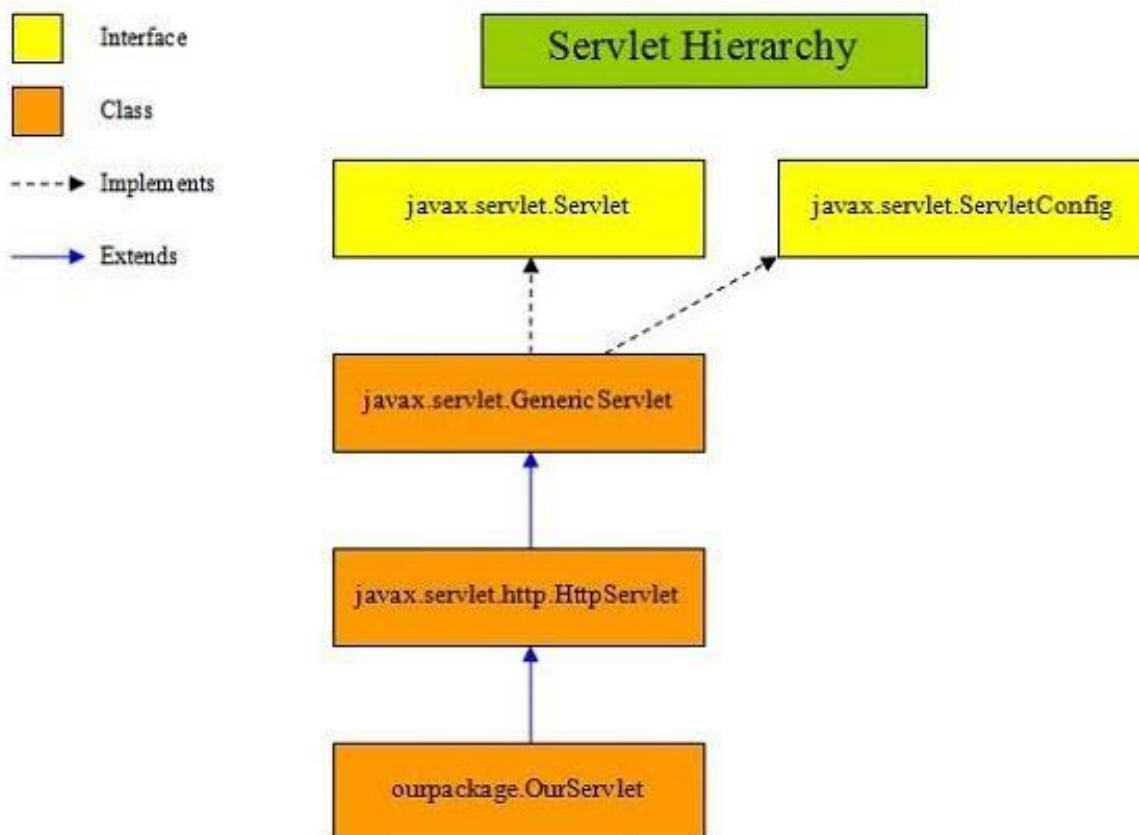 Interface
Servlet Hierarchy
Class
Implements
Extends
javax.servlet.Servlet
javax.servlet.ServletConfig
javax.servlet.GenericServlet
javax.servlet.http.HttpServlet
ourpackage.OurServlet